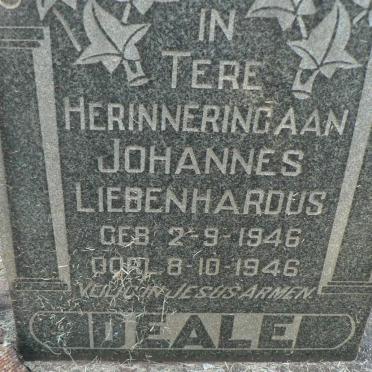 IN
TERE
HERINNERING AAN
JOHANNES
LIEBENHARDUS
GEB. 2-9-1946
OORL. 8-10-1946
VEILIG IN JESUS ARMEN.
DEALE